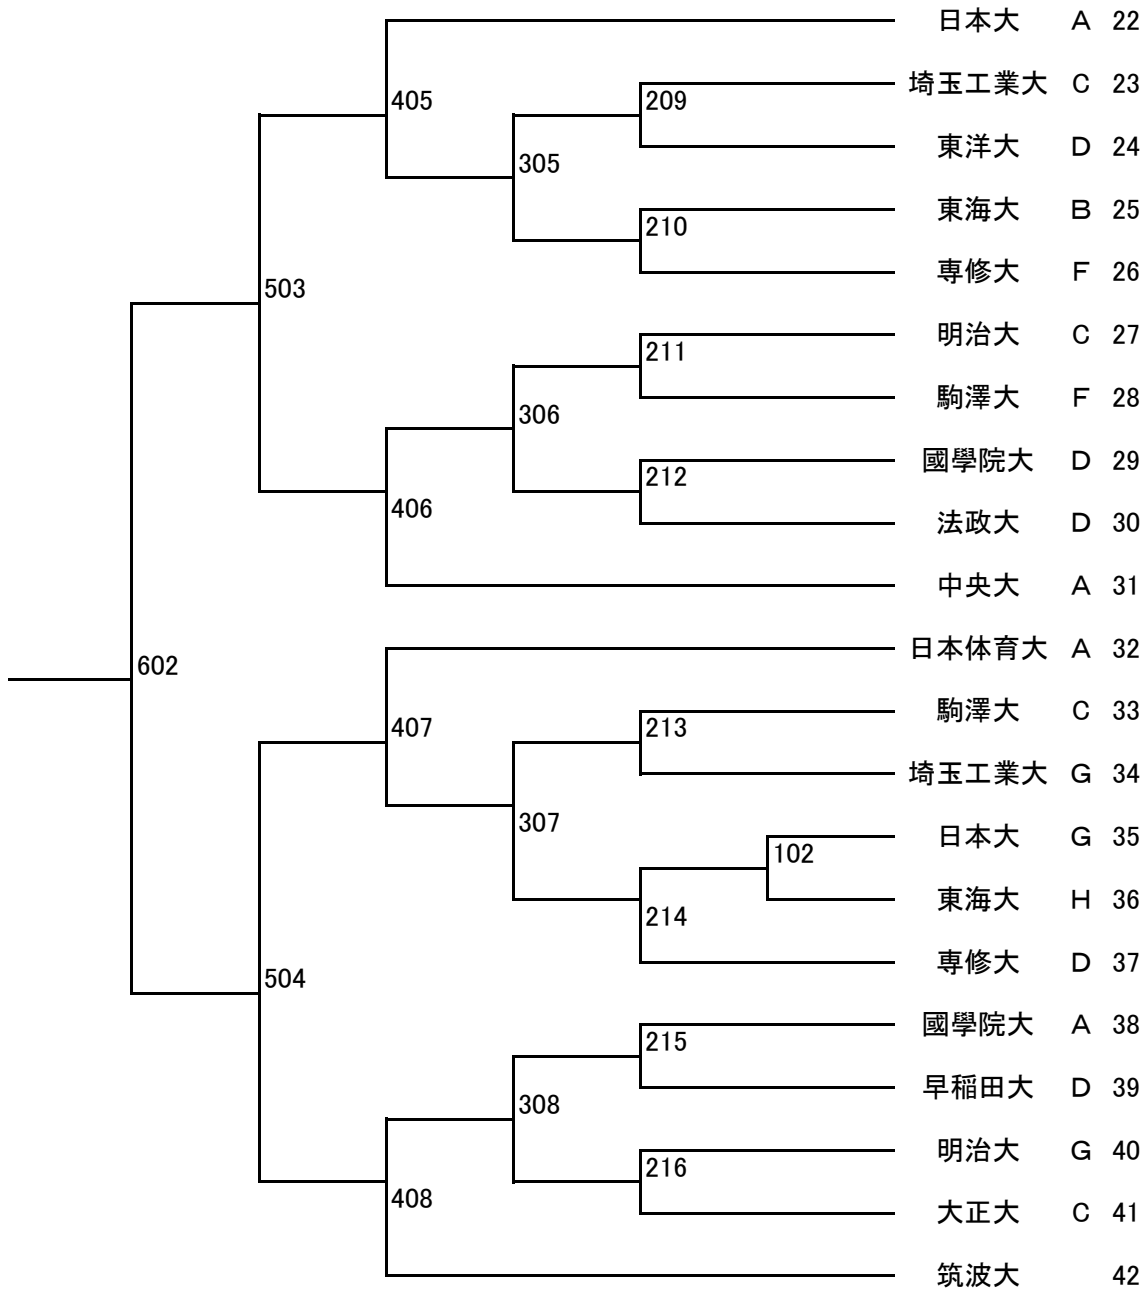 日本大 A 22
埼玉工業大 C 23
405
209
東洋大 D 24
305
東海大 B 25
210
専修大 F 26
503
明治大 C 27
211
駒澤大 F 28
306
國學院大 D 29
212
406
法政大 D 30
中央大 A 31
日本体育大 A 32
602
駒澤大 C 33
407
213
埼玉工業大 G 34
307
日本大 G 35
102
東海大 H 36
214
専修大 D 37
504
國學院大 A 38
215
早稲田大 D 39
308
明治大 G 40
216
408
大正大 C 41
筑波大 42